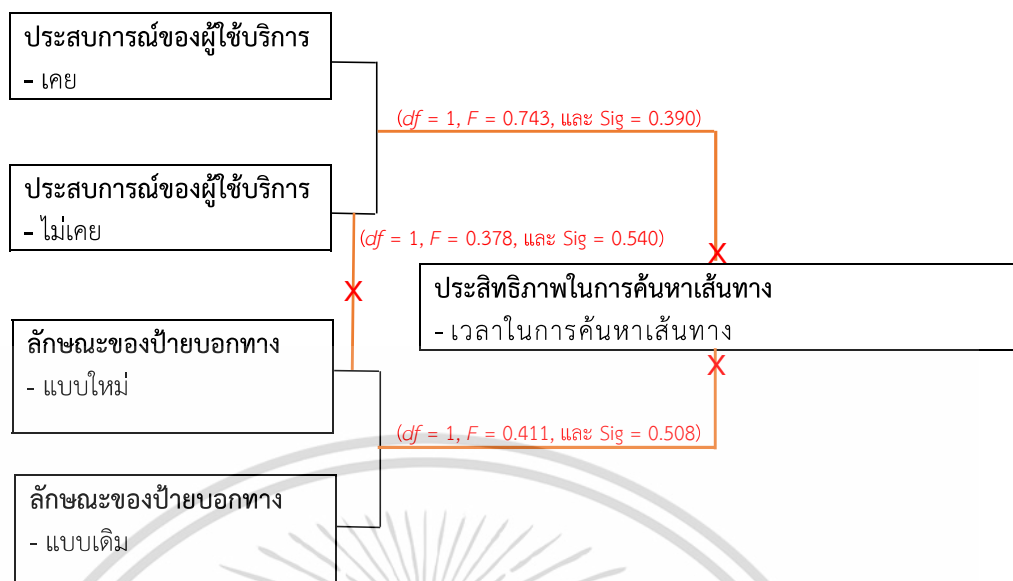 ประสบการณ์ของผู้ใช้บริการ
- เคย
(df = 1, F = 0.743, และ Sig = 0.390)
ประสบการณ์ของผู้ใช้บริการ
- ไม่เคย
(df = 1, F = 0.378, และ Sig = 0.540)
X
X
ประสิทธิภาพในการค้นหาเส้นทาง
- เวลาในการค้นหาเส้นทาง
ลักษณะของป้ายบอกทาง
- แบบใหม่
X
(df = 1, F = 0.411, และ Sig = 0.508)
ลักษณะของป้ายบอกทาง
- แบบเดิม